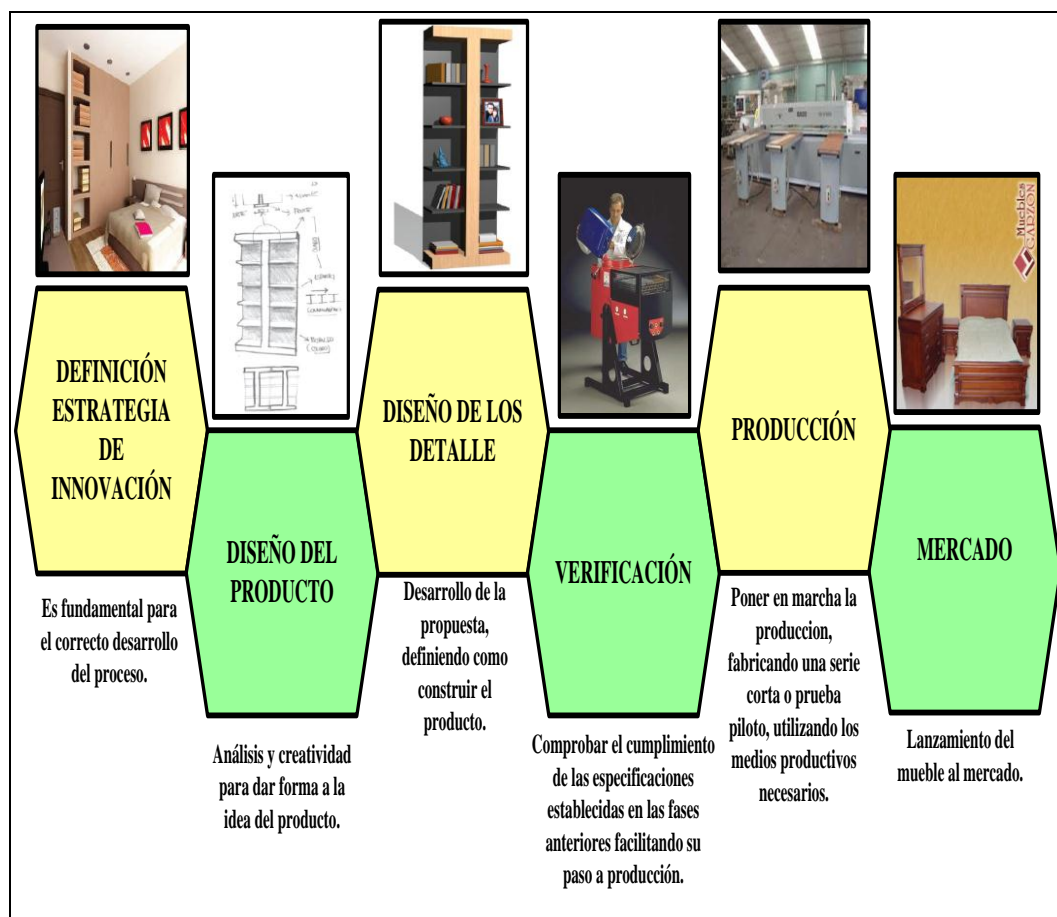 DEFINICIÓN
ESTRATEGIA
DE
INNOVACIÓN
Es fundamental para
el correcto desarrollo
del proceso.
DISEÑO DEL
PRODUCTO
Análisis y creatividad
para dar forma a la
idea del producto.
DISEÑO DE LOS
DETALLE
Desarrollo de la
propuesta,
definiendo como
construir el
producto.
VERIFICACIÓN
Comprobar el cumplimiento
de las especificaciones
establecidas en las fases
anteriores facilitando su
paso a producción.
PRODUCCIÓN
Poner en marcha la
produccion,
fabricando una serie
corta o prueba
piloto, utilizando los
medios productivos
necesarios.
Muebles
GARZON
MERCADO
Lanzamiento del
mueble al mercado.